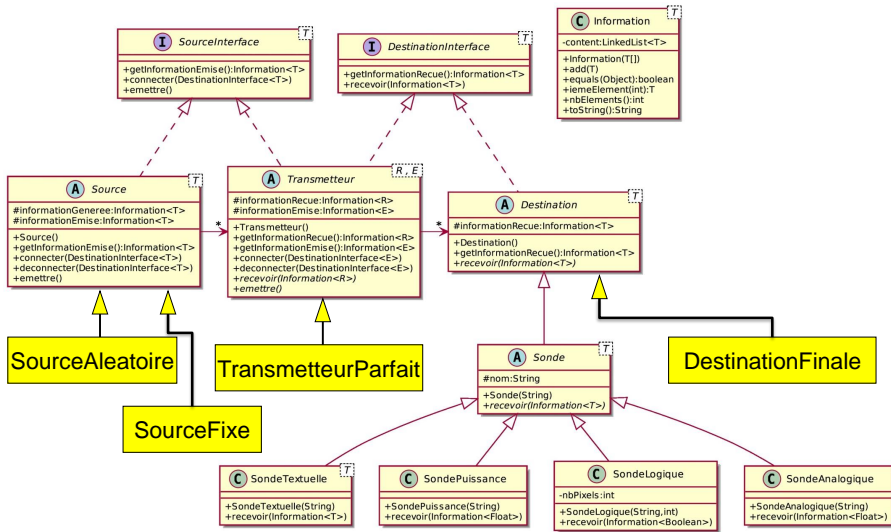 I SourceInterface T
+getInformationEmise():Information<T>
+connecter(DestinationInterface<T>)
+emettre()
I DestinationInterface T
+getInformationRecue():Information<T>
+recevoir(Information<T>)
C Information T
-content:LinkedList<T>
+Information(T[])
+add(T)
+equals(Object):boolean
+iemeElement(int):T
+nbElements():int
+toString():String
A Source T
#informationGeneree:Information<T>
#informationEmise:Information<T>
+Source()
+getInformationEmise():Information<T>
+connecter(DestinationInterface<T>)
+deconnecter(DestinationInterface<T>)
+emettre()
*
A Transmetteur R , E
#informationRecue:Information<R>
#informationEmise:Information<E>
+Transmetteur()
+getInformationRecue():Information<R>
+getInformationEmise():Information<E>
+connecter(DestinationInterface<E>)
+deconnecter(DestinationInterface<E>)
+recevoir(Information<R>)
+emettre()
*
A Destination T
#informationRecue:Information<T>
+Destination()
+getInformationRecue():Information<T>
+recevoir(Information<T>)
SourceAleatoire
SourceFixe
TransmetteurParfait
DestinationFinale
A Sonde T
#nom:String
+Sonde(String)
+recevoir(Information<T>)
C SondeTextuelle T
+SondeTextuelle(String)
+recevoir(Information<T>)
C SondePuissance
+SondePuissance(String)
+recevoir(Information<Float>)
C SondeLogique
-nbPixels:int
+SondeLogique(String,int)
+recevoir(Information<Boolean>)
C SondeAnalogique
+SondeAnalogique(String)
+recevoir(Information<Float>)